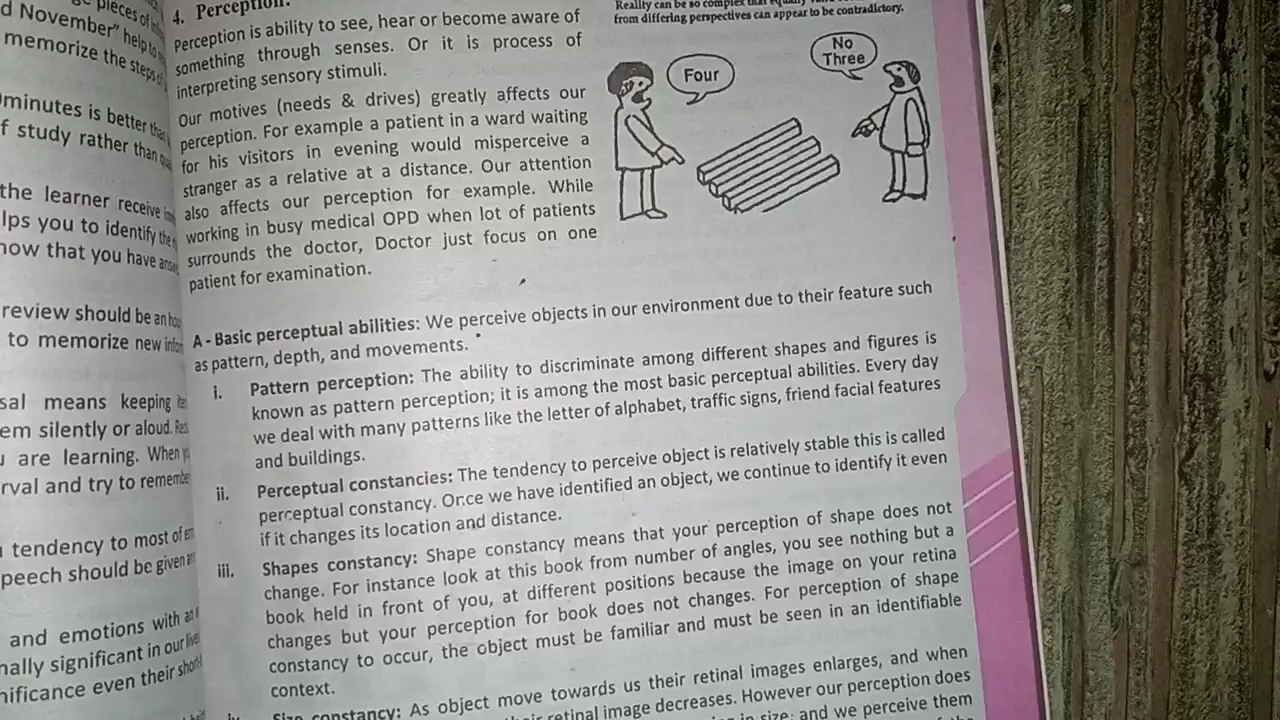 pieces of
d November" help to
memorize the steps
minutes is better than
f study rather than
the learner receive
lps you to identify the
now that you have
review should be an
to memorize new
sal means keeping
em silently or aloud.
are learning. When
rval and try to remember
tendency to most of
peech should be given
and emotions with
nally significant in our
nificance even their
4. Perception:
Perception is ability to see, hear or become aware of
something through senses. Or it is process of
interpreting sensory stimuli.
Our motives (needs & drives) greatly affects our
perception. For example a patient in a ward waiting
for his visitors in evening would misperceive a
stranger as a relative at a distance. Our attention
also affects our perception for example. While
working in busy medical OPD when lot of patients
surrounds the doctor, Doctor just focus on one
patient for examination.
Reality can be so complex that equally
from differing perspectives can appear to be contradictory.
Four
No
Three
A - Basic perceptual abilities: We perceive objects in our environment due to their feature such
as pattern, depth, and movements.
i. Pattern perception: The ability to discriminate among different shapes and figures is
known as pattern perception; it is among the most basic perceptual abilities. Every day
we deal with many patterns like the letter of alphabet, traffic signs, friend facial features
and buildings.
ii. Perceptual constancies: The tendency to perceive object is relatively stable this is called
perceptual constancy. Once we have identified an object, we continue to identify it even
if it changes its location and distance.
iii. Shapes constancy: Shape constancy means that your perception of shape does not
change. For instance look at this book from number of angles, you see nothing but a
book held in front of you, at different positions because the image on your retina
changes but your perception for book does not changes. For perception of shape
constancy to occur, the object must be familiar and must be seen in an identifiable
context.
Size constancy: As object move towards us their retinal images enlarges, and when
retinal image decreases. However our perception does
in size; and we perceive them